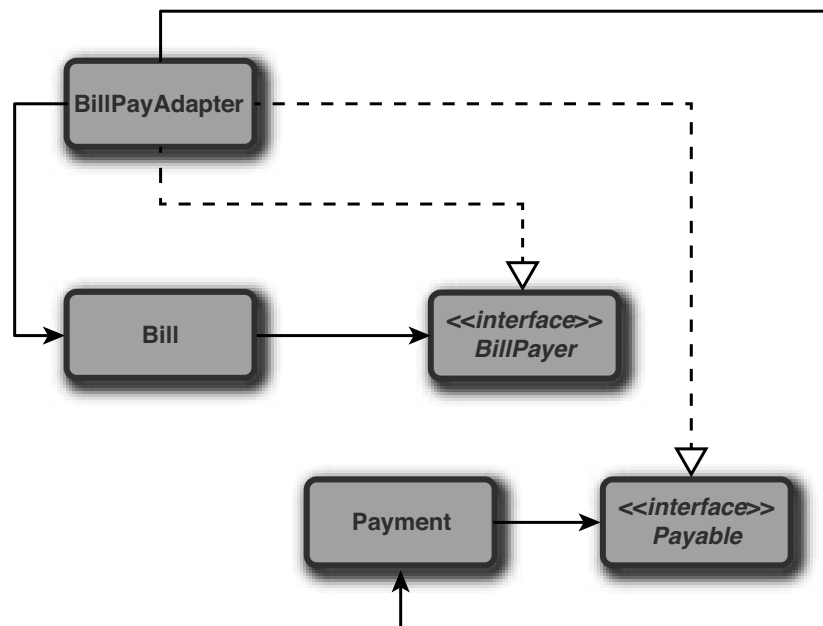 BillPayAdapter
Bill
<<interface>>
BillPayer
Payment
<<interface>>
Payable